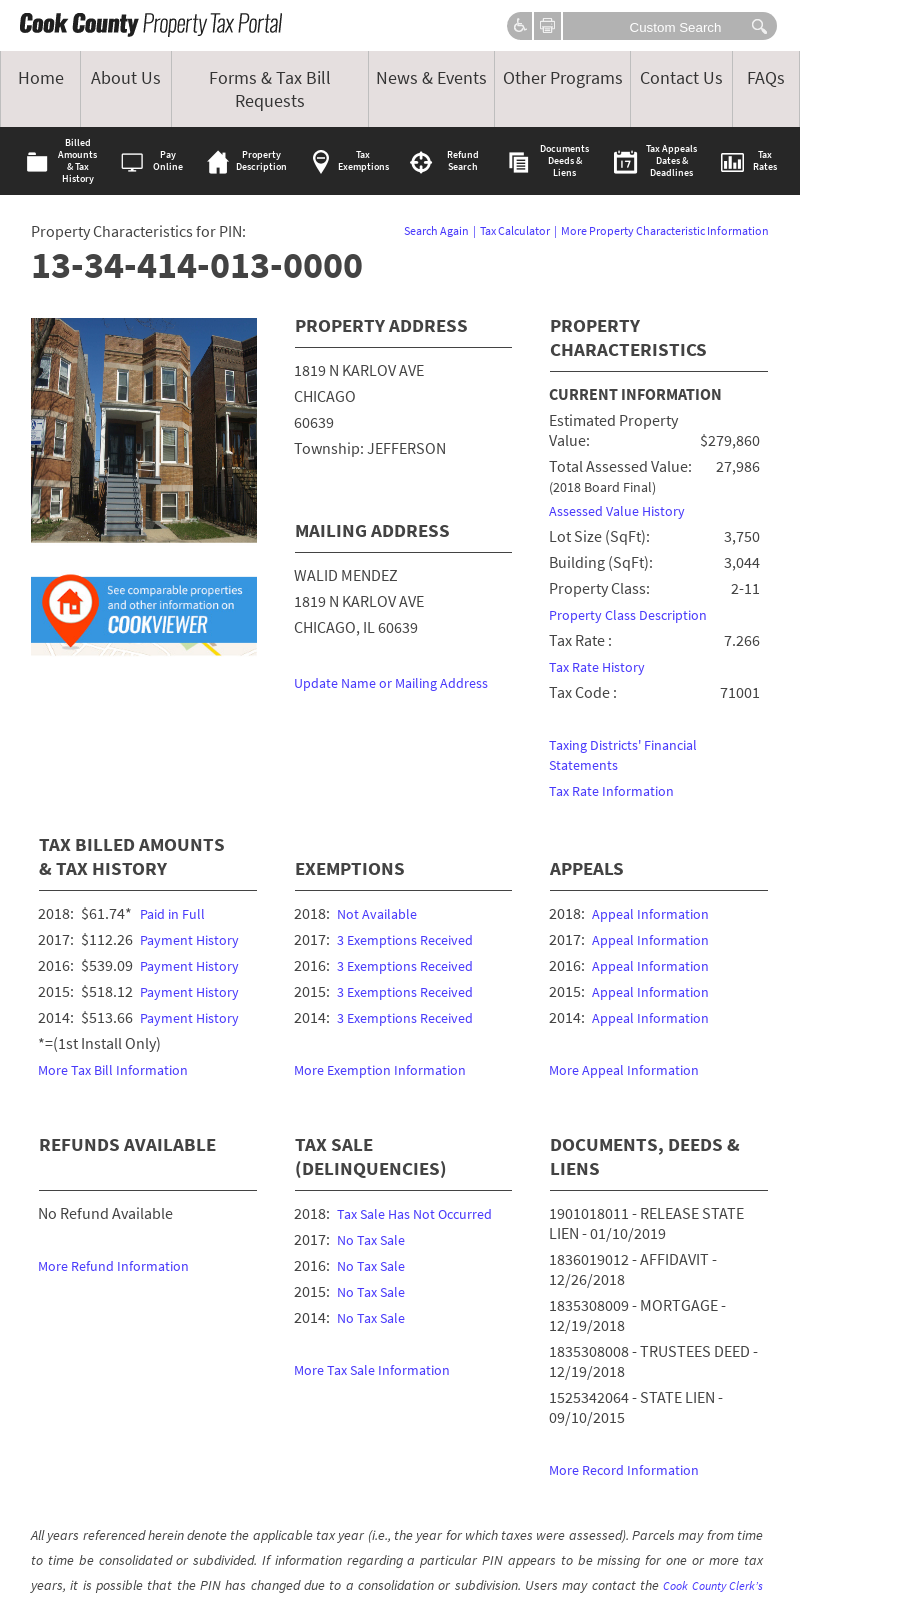 Cook County Property Tax Portal
Custom Search
Home
About Us
Forms & Tax Bill
Requests
News & Events
Other Programs
Contact Us
FAQs
Billed
Amounts
& Tax
History
Pay
Online
Property
Description
Tax
Exemptions
Refund
Search
Documents
Deeds &
Liens
17
Tax Appeals
Dates &
Deadlines
Tax
Rates
Property Characteristics for PIN:
Search Again | Tax Calculator | More Property Characteristic Information
13-34-414-013-0000
See comparable properties
and other information on
COOKVIEWER
PROPERTY ADDRESS
1819 N KARLOV AVE
CHICAGO
60639
Township: JEFFERSON
MAILING ADDRESS
WALID MENDEZ
1819 N KARLOV AVE
CHICAGO, IL 60639
Update Name or Mailing Address
PROPERTY
CHARACTERISTICS
CURRENT INFORMATION
Estimated Property
Value: $279,860
Total Assessed Value: 27,986
(2018 Board Final)
Assessed Value History
Lot Size (SqFt): 3,750
Building (SqFt): 3,044
Property Class: 2-11
Property Class Description
Tax Rate : 7.266
Tax Rate History
Tax Code : 71001
Taxing Districts' Financial
Statements
Tax Rate Information
TAX BILLED AMOUNTS
& TAX HISTORY
2018: $61.74* Paid in Full
2017: $112.26 Payment History
2016: $539.09 Payment History
2015: $518.12 Payment History
2014: $513.66 Payment History
*=(1st Install Only)
More Tax Bill Information
EXEMPTIONS
2018: Not Available
2017: 3 Exemptions Received
2016: 3 Exemptions Received
2015: 3 Exemptions Received
2014: 3 Exemptions Received
More Exemption Information
APPEALS
2018: Appeal Information
2017: Appeal Information
2016: Appeal Information
2015: Appeal Information
2014: Appeal Information
More Appeal Information
REFUNDS AVAILABLE
No Refund Available
More Refund Information
TAX SALE
(DELINQUENCIES)
2018: Tax Sale Has Not Occurred
2017: No Tax Sale
2016: No Tax Sale
2015: No Tax Sale
2014: No Tax Sale
More Tax Sale Information
DOCUMENTS, DEEDS &
LIENS
1901018011 - RELEASE STATE
LIEN - 01/10/2019
1836019012 - AFFIDAVIT -
12/26/2018
1835308009 - MORTGAGE -
12/19/2018
1835308008 - TRUSTEES DEED -
12/19/2018
1525342064 - STATE LIEN -
09/10/2015
More Record Information
All years referenced herein denote the applicable tax year (i.e., the year for which taxes were assessed). Parcels may from time
to time be consolidated or subdivided. If information regarding a particular PIN appears to be missing for one or more tax
years, it is possible that the PIN has changed due to a consolidation or subdivision. Users may contact the Cook County Clerk's